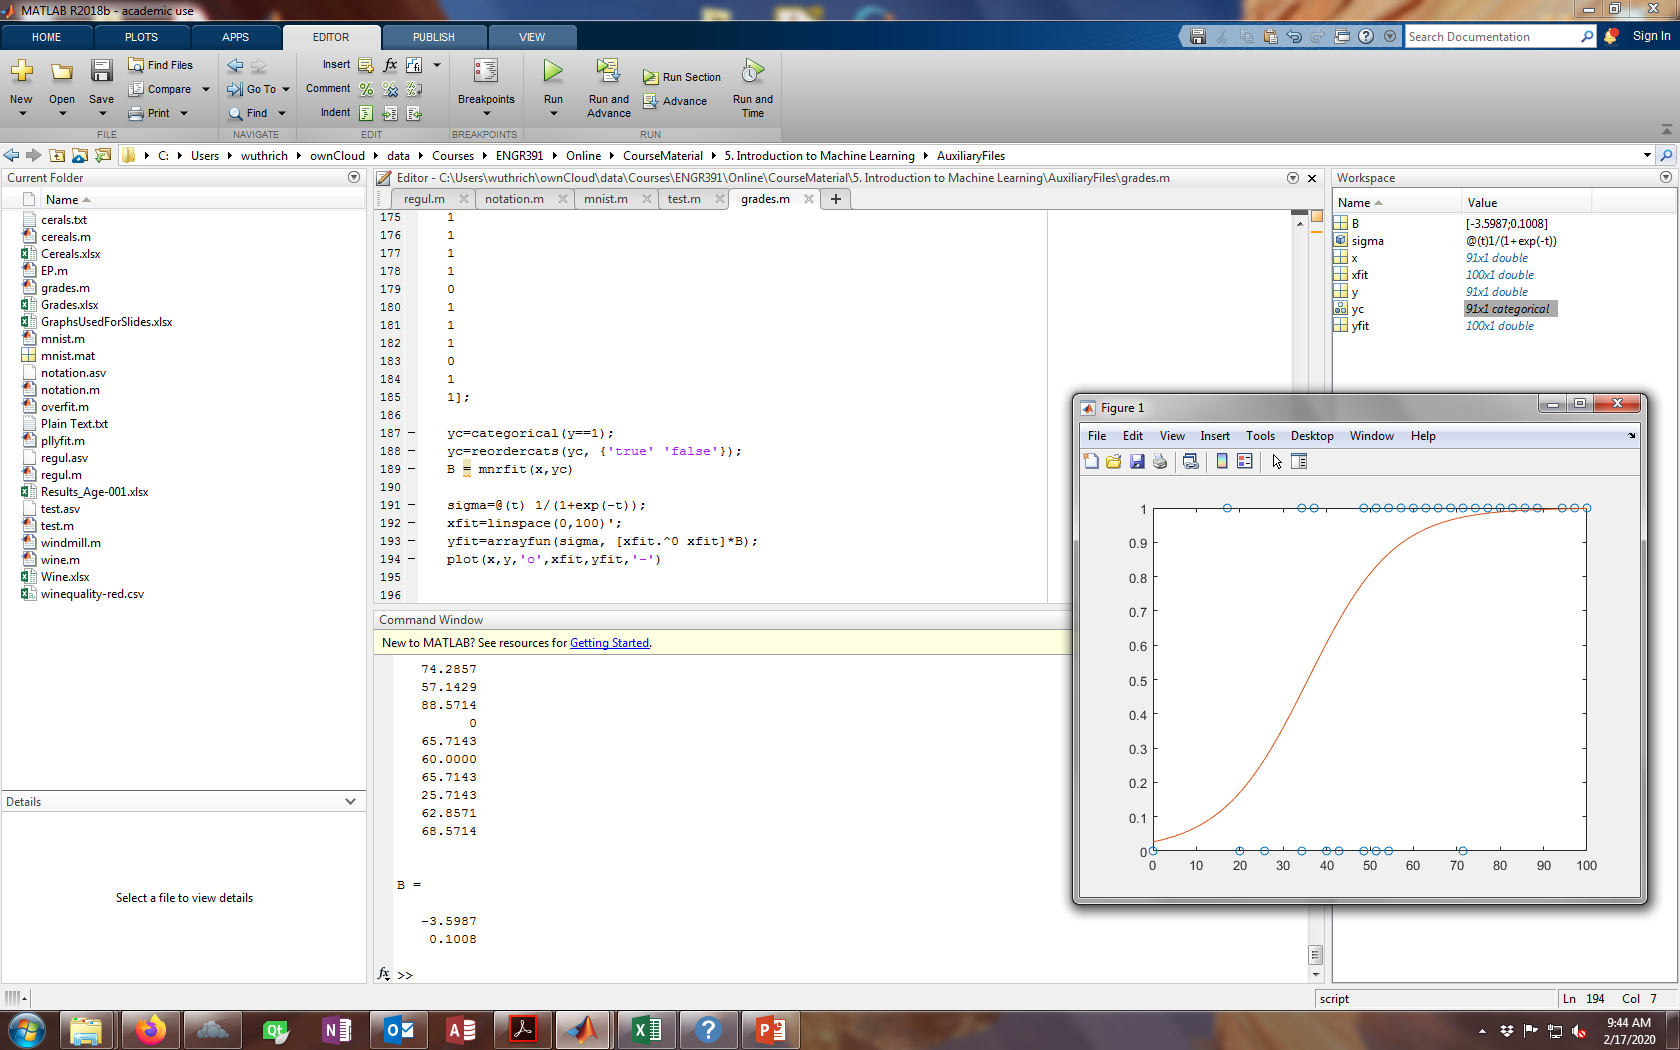 MATLAB R2018b - academic use
HOME PLOTS APPS EDITOR PUBLISH VIEW
Search Documentation
Sign In
New
Open
Save
Find Files
Compare
Print
FILE
Go To
Find
NAVIGATE
Insert
Comment
Indent
fx
EDIT
Breakpoints
BREAKPOINTS
Run
Run and Advance
Run Section
Advance
Run and Time
RUN
C: Users wuthrich ownCloud data Courses ENGR391 Online CourseMaterial 5. Introduction to Machine Learning AuxiliaryFiles
Current Folder
Name
cerals.txt
cereals.m
Cereals.xlsx
EP.m
grades.m
Grades.xlsx
GraphsUsedForSlides.xlsx
mnist.m
mnist.mat
notation.asv
notation.m
overfit.m
Plain Text.txt
pllyfit.m
regul.asv
regul.m
Results_Age-001.xlsx
test.asv
test.m
windmill.m
wine.m
Wine.xlsx
winequality-red.csv
Details
Select a file to view details
Editor - C:\Users\wuthrich\ownCloud\data\Courses\ENGR391\Online\CourseMaterial\5. Introduction to Machine Learning\AuxiliaryFiles\grades.m
regul.m notation.m mnist.m test.m grades.m +
175 1
176 1
177 1
178 1
179 0
180 1
181 1
182 1
183 0
184 1
185 1];
186
187 – yc=categorical(y==1);
188 – yc=reordercats(yc, {'true' 'false'});
189 – B = mnrfit(x,yc)
190
191 – sigma=@(t) 1/(1+exp(-t));
192 – xfit=linspace(0,100)';
193 – yfit=arrayfun(sigma, [xfit.^0 xfit]*B);
194 – plot(x,y,'o',xfit,yfit,'-')
195
196
Command Window
New to MATLAB? See resources for Getting Started.
74.2857
57.1429
88.5714
0
65.7143
60.0000
65.7143
25.7143
62.8571
68.5714
B =
-3.5987
0.1008
fx >>
Workspace
Name Value
B [-3.5987;0.1008]
sigma @(t)1/(1+exp(-t))
x 91x1 double
xfit 100x1 double
y 91x1 double
yc 91x1 categorical
yfit 100x1 double
Figure 1
File Edit View Insert Tools Desktop Window Help
1
0.9
0.8
0.7
0.6
0.5
0.4
0.3
0.2
0.1
0
0 10 20 30 40 50 60 70 80 90 100
script
Ln 194 Col 7
9:44 AM
2/17/2020